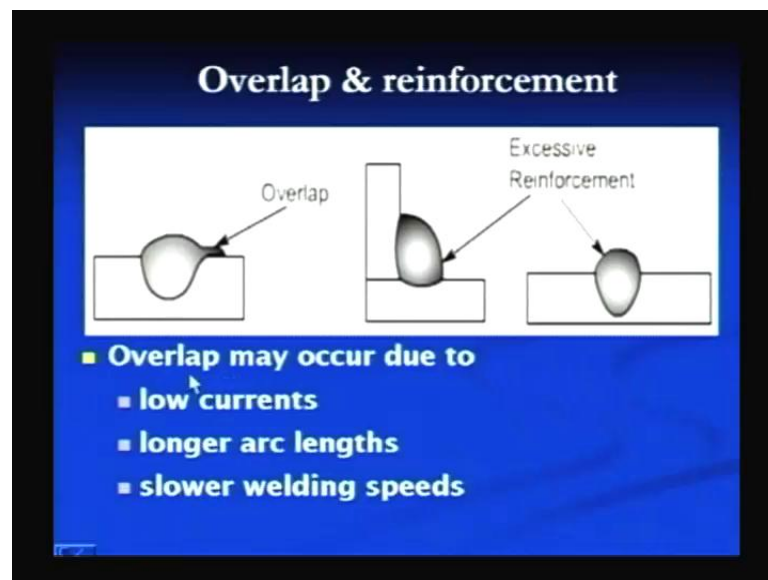 Overlap & reinforcement
Overlap
Excessive
Reinforcement
Overlap may occur due to
low currents
longer arc lengths
slower welding speeds